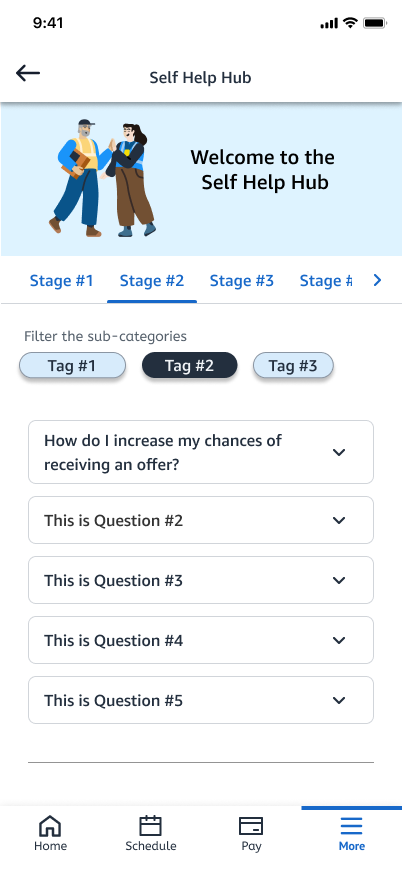 9:41
Self Help Hub
Welcome to the
Self Help Hub
Stage #1 Stage #2 Stage #3 Stage #
Filter the sub-categories
Tag #1 Tag #2 Tag #3
How do I increase my chances of
receiving an offer?
This is Question #2
This is Question #3
This is Question #4
This is Question #5
Home Schedule Pay More